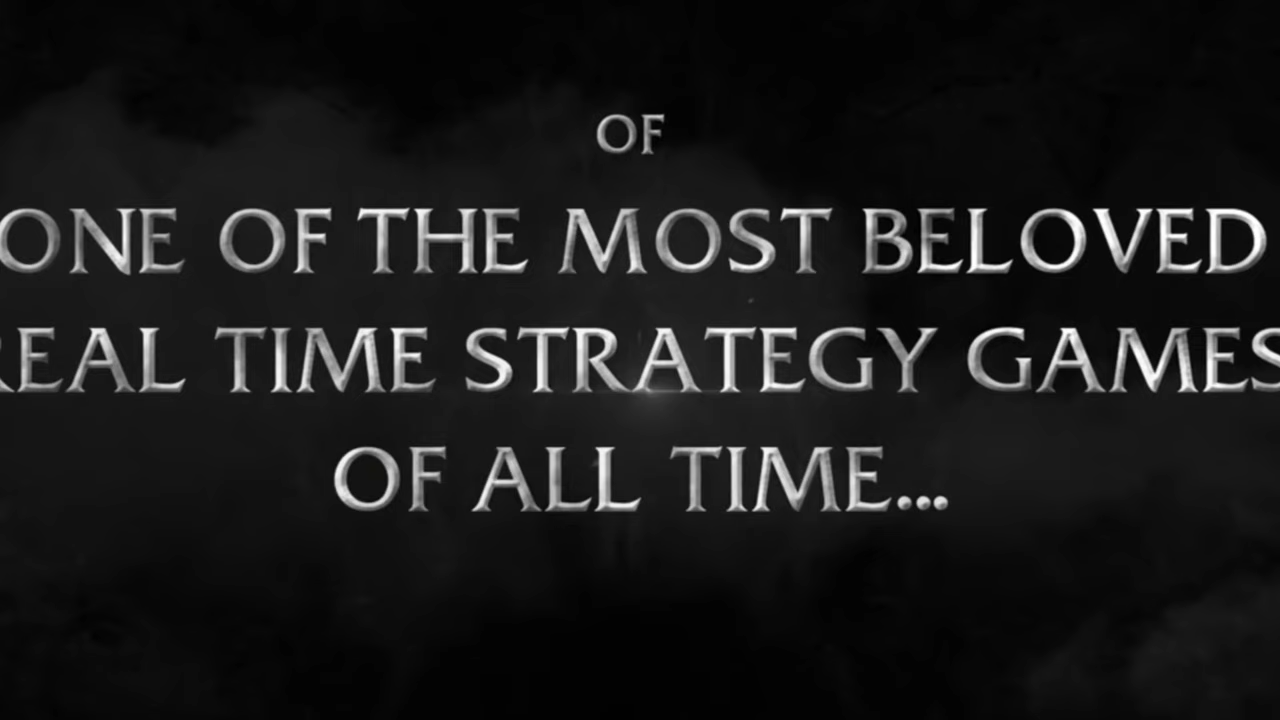 OF
ONE OF THE MOST BELOVED
REAL TIME STRATEGY GAMES
OF ALL TIME...